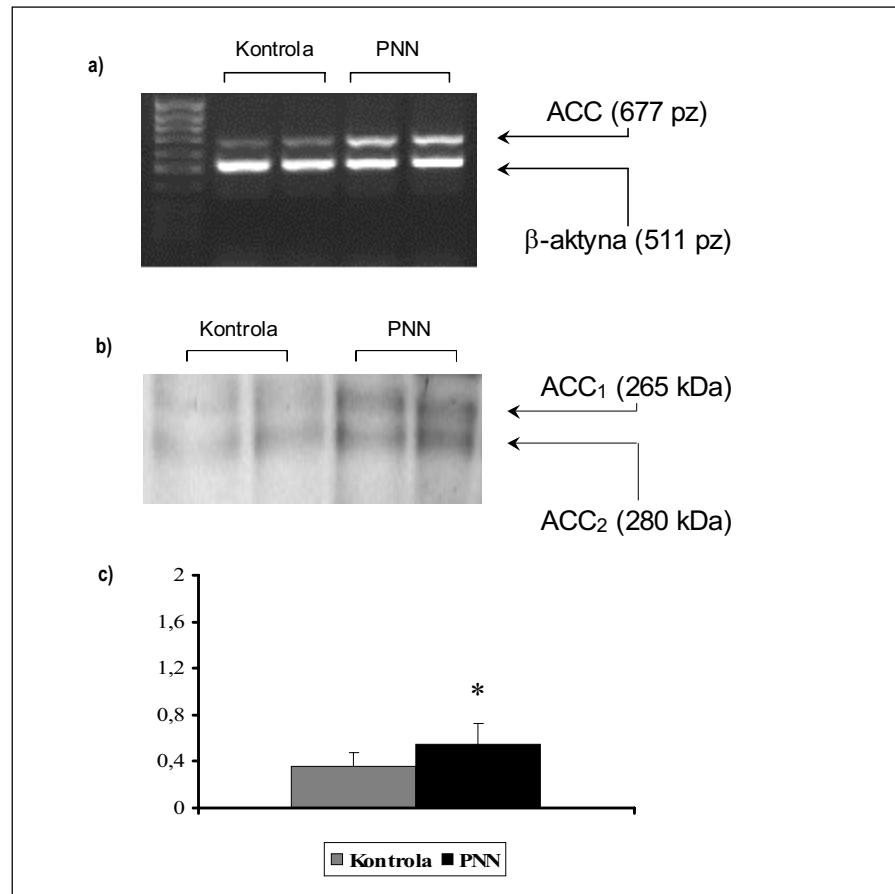 a)
Kontrola PNN
ACC (677 pz)
β-aktyna (511 pz)
b)
Kontrola PNN
ACC₁ (265 kDa)
ACC₂ (280 kDa)
c)
2
1,6
1,2
0,8
0,4
0
*
Kontrola PNN